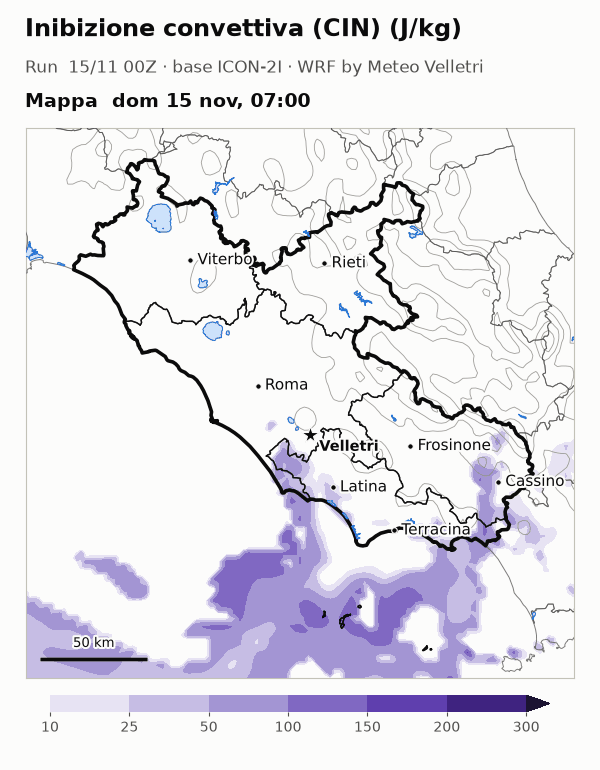 Inibizione convettiva (CIN) (J/kg)
Run  15/11 00Z · base ICON-2I · WRF by Meteo Velletri
Mappa  dom 15 nov, 07:00
Viterbo
Rieti
Roma
Velletri
Frosinone
Latina
Cassino
Terracina
50 km
10 25 50 100 150 200 300